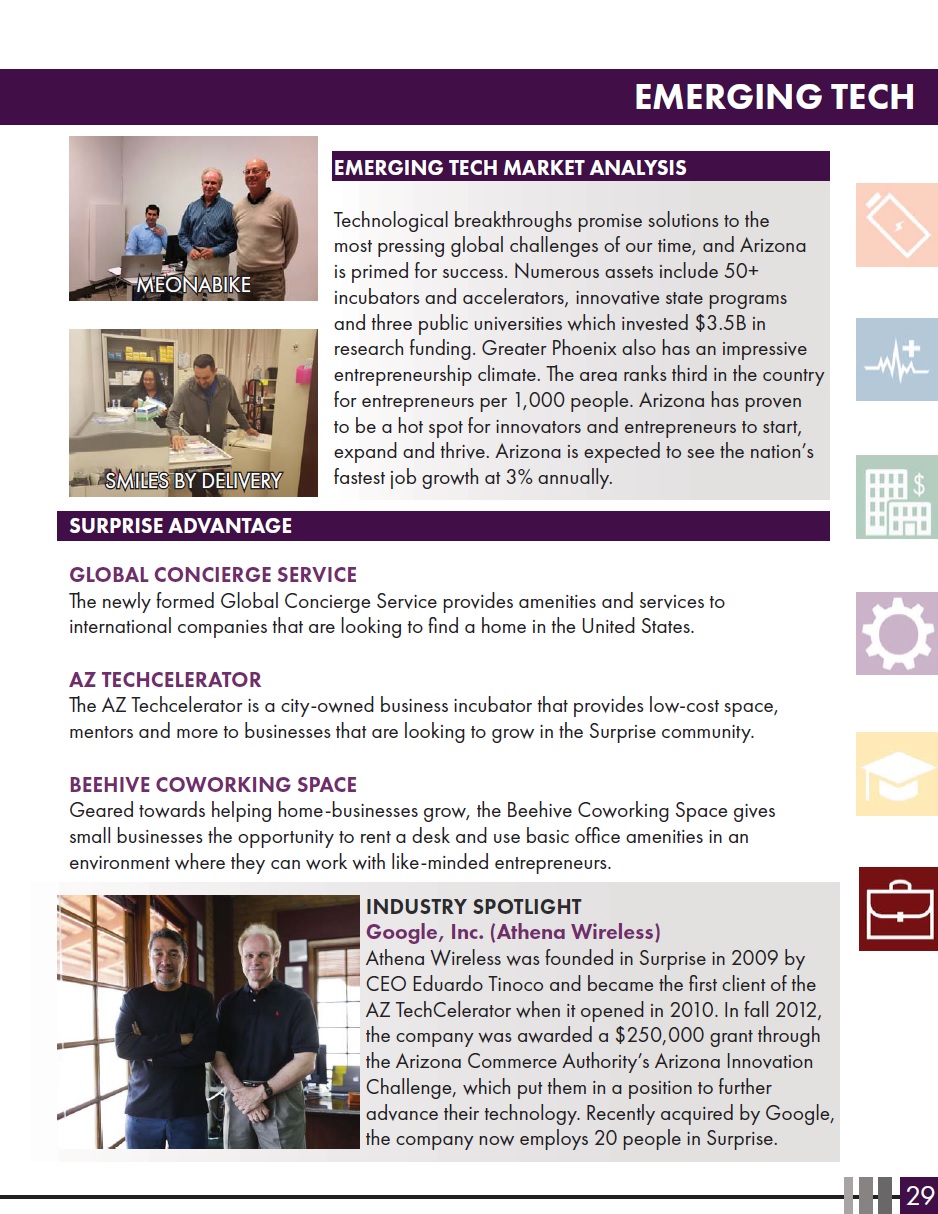 EMERGING TECH
MEONABIKE
SMILES BY DELIVERY
EMERGING TECH MARKET ANALYSIS
Technological breakthroughs promise solutions to the
most pressing global challenges of our time, and Arizona
is primed for success. Numerous assets include 50+
incubators and accelerators, innovative state programs
and three public universities which invested $3.5B in
research funding. Greater Phoenix also has an impressive
entrepreneurship climate. The area ranks third in the country
for entrepreneurs per 1,000 people. Arizona has proven
to be a hot spot for innovators and entrepreneurs to start,
expand and thrive. Arizona is expected to see the nation's
fastest job growth at 3% annually.
SURPRISE ADVANTAGE
GLOBAL CONCIERGE SERVICE
The newly formed Global Concierge Service provides amenities and services to
international companies that are looking to find a home in the United States.
AZ TECHCELERATOR
The AZ Techcelerator is a city-owned business incubator that provides low-cost space,
mentors and more to businesses that are looking to grow in the Surprise community.
BEEHIVE COWORKING SPACE
Geared towards helping home-businesses grow, the Beehive Coworking Space gives
small businesses the opportunity to rent a desk and use basic office amenities in an
environment where they can work with like-minded entrepreneurs.
INDUSTRY SPOTLIGHT
Google, Inc. (Athena Wireless)
Athena Wireless was founded in Surprise in 2009 by
CEO Eduardo Tinoco and became the first client of the
AZ TechCelerator when it opened in 2010. In fall 2012,
the company was awarded a $250,000 grant through
the Arizona Commerce Authority's Arizona Innovation
Challenge, which put them in a position to further
advance their technology. Recently acquired by Google,
the company now employs 20 people in Surprise.
$
29